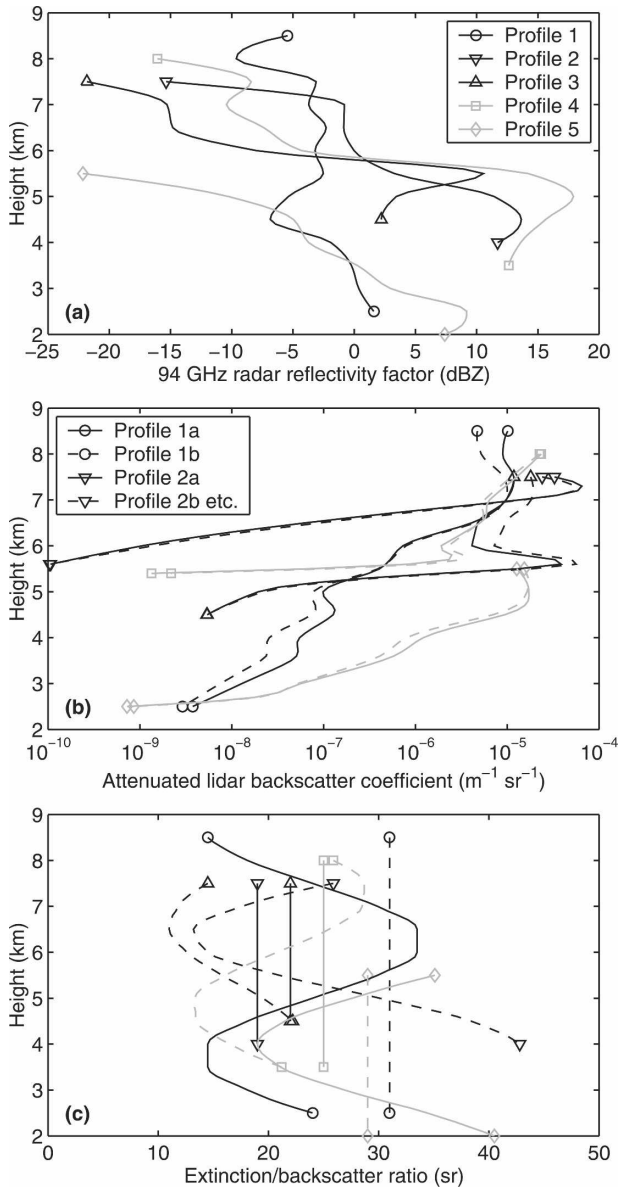 9
8
7
6
5
4
3
2
Height (km)
Profile 1
Profile 2
Profile 3
Profile 4
Profile 5
(a)
−25 −20 −15 −10 −5 0 5 10 15 20
94 GHz radar reflectivity factor (dBZ)
9
8
7
6
5
4
3
2
Height (km)
Profile 1a
Profile 1b
Profile 2a
Profile 2b etc.
(b)
10⁻¹⁰ 10⁻⁹ 10⁻⁸ 10⁻⁷ 10⁻⁶ 10⁻⁵ 10⁻⁴
Attenuated lidar backscatter coefficient (m⁻¹ sr⁻¹)
9
8
7
6
5
4
3
2
Height (km)
(c)
0 10 20 30 40 50
Extinction/backscatter ratio (sr)